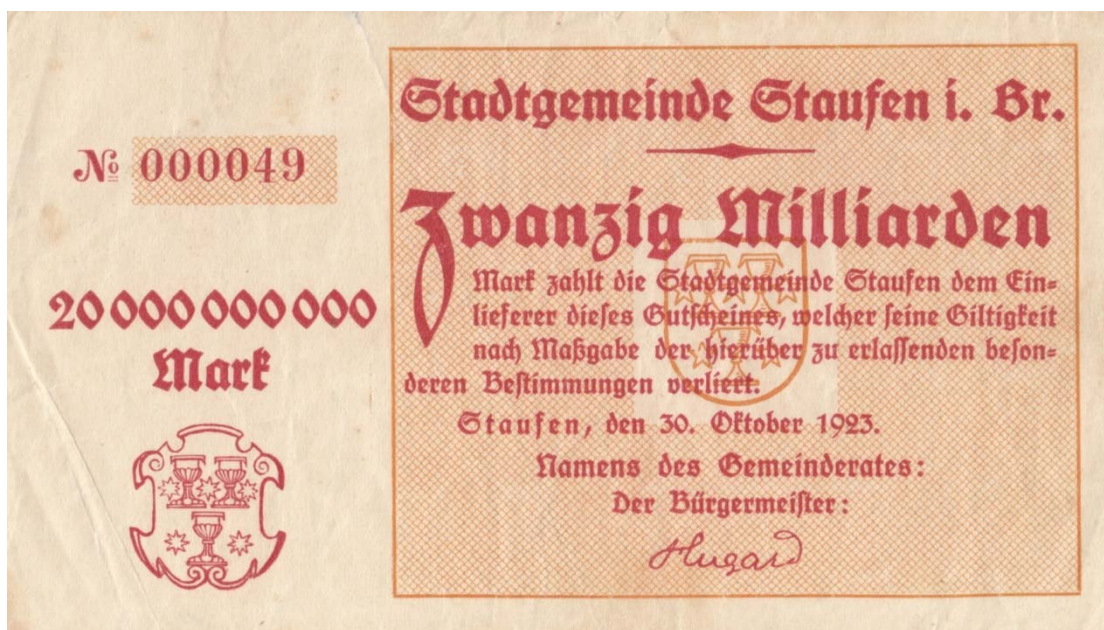 Stadtgemeinde Staufen i. Br.
№ 000049
Zwanzig Milliarden
Mark zahlt die Stadtgemeinde Staufen dem Ein-
lieferer dieses Gutscheines, welcher seine Giltigkeit
nach Maßgabe der hierüber zu erlassenden beson-
deren Bestimmungen verliert.
20 000 000 000
Mark
Staufen, den 30. Oktober 1923.
Namens des Gemeinderates:
Der Bürgermeister:
Hugard